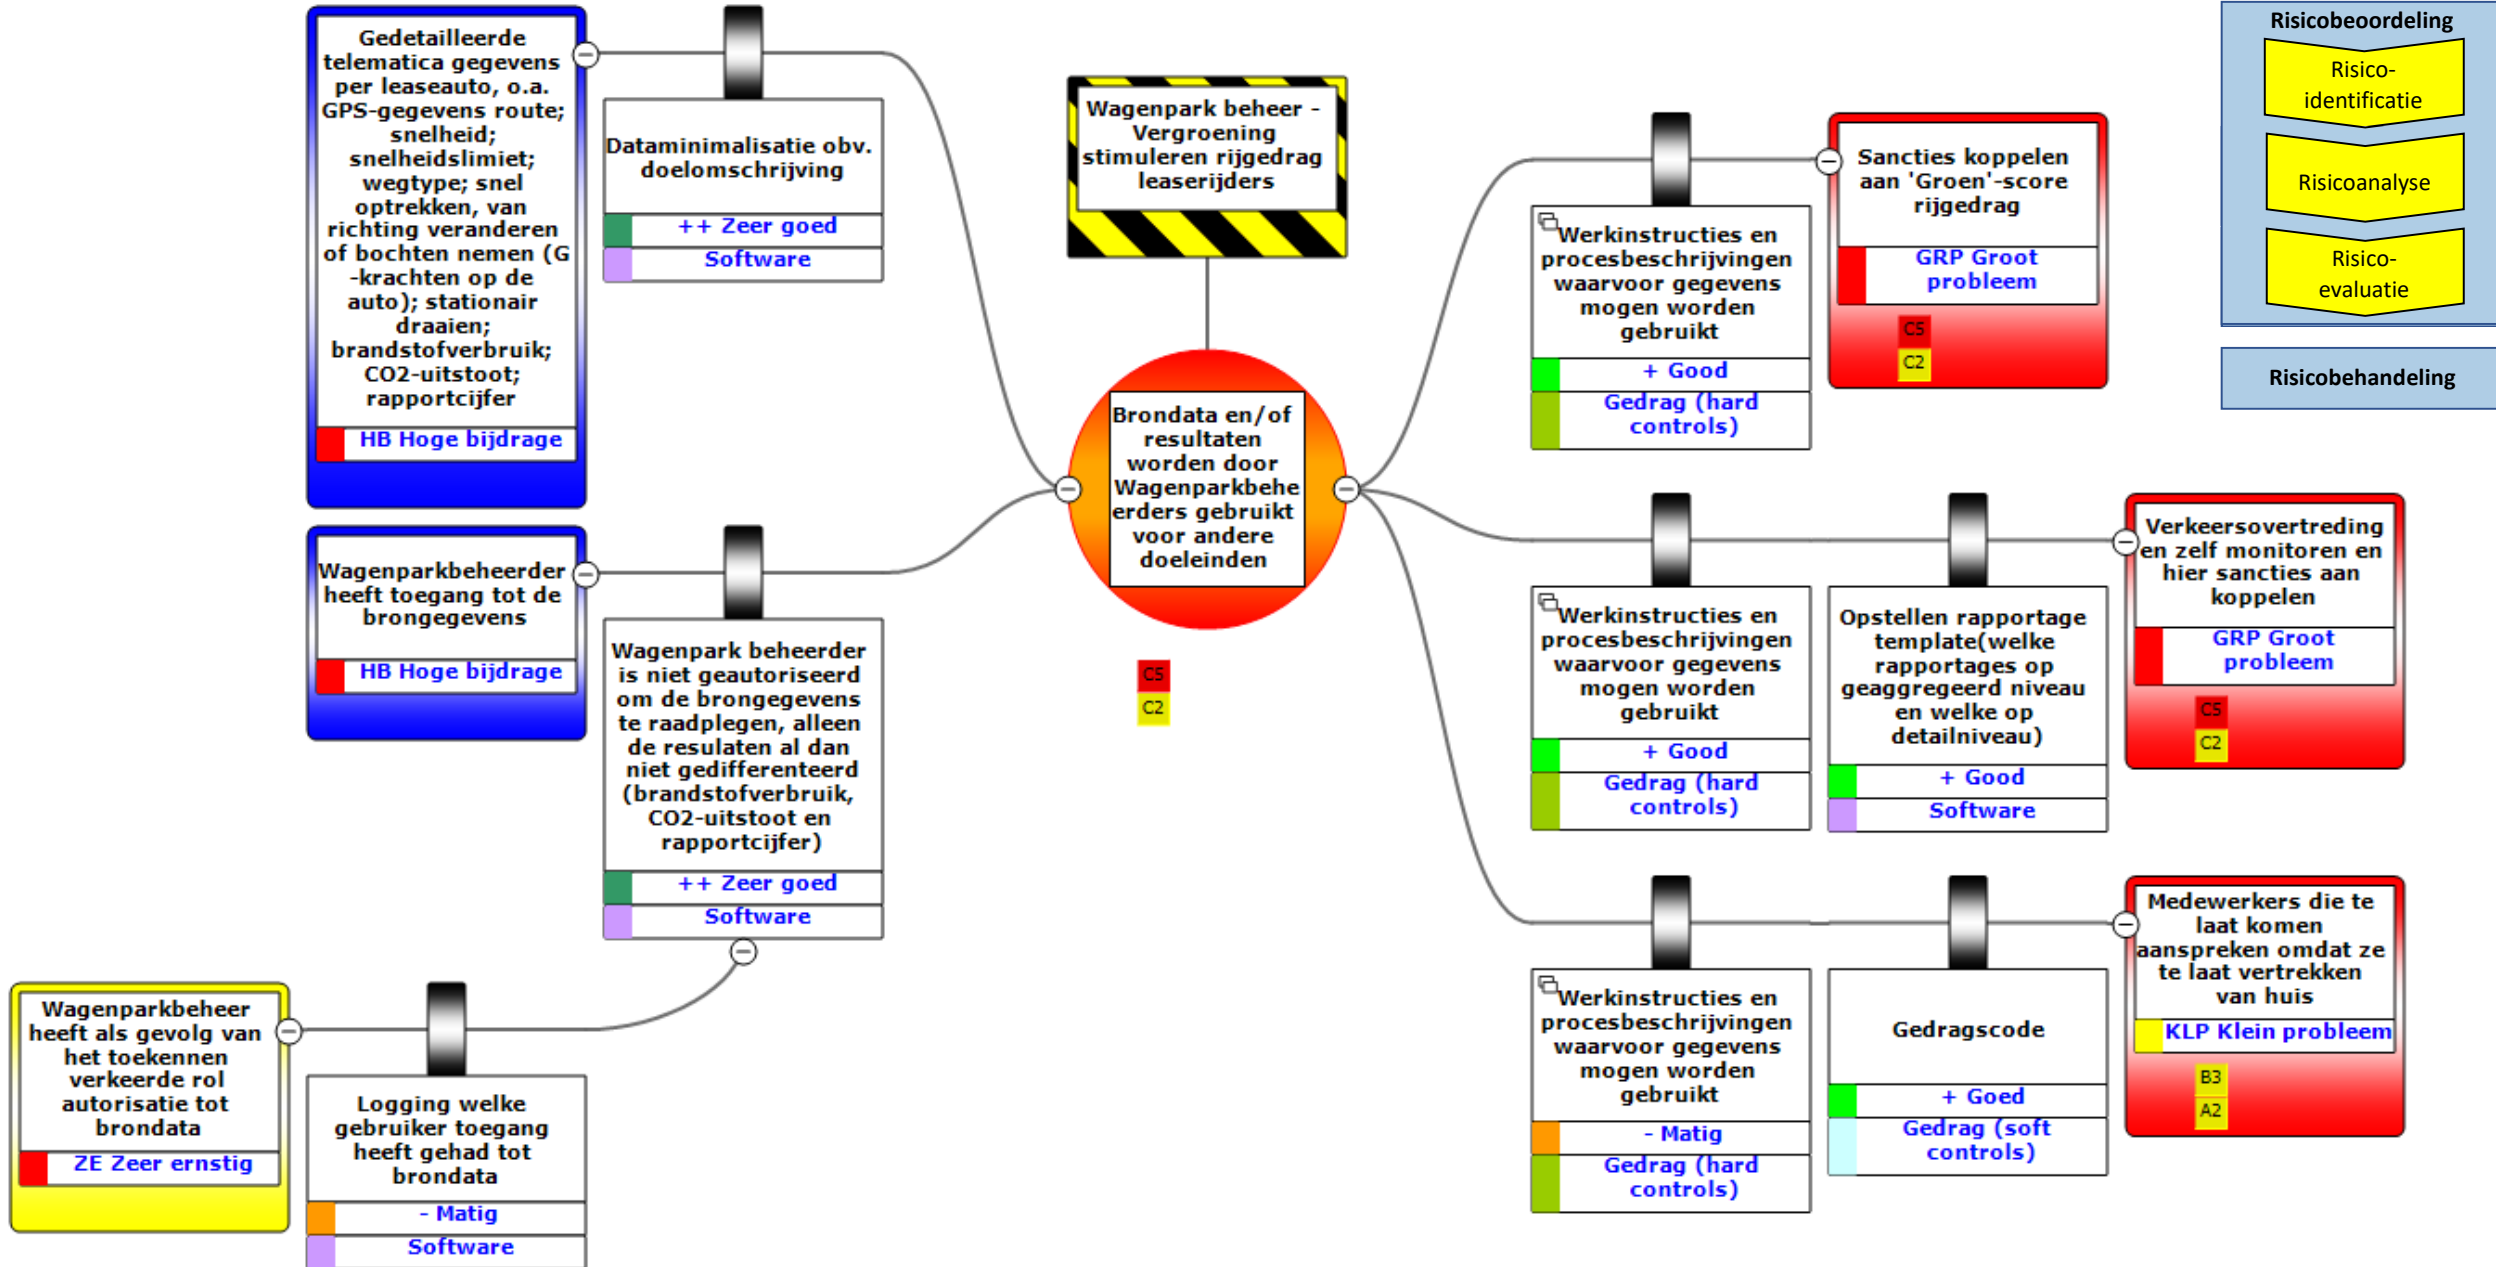 Gedetailleerde
telematica gegevens
per leaseauto, o.a.
GPS-gegevens route;
snelheid;
snelheidslimiet;
wegtype; snel
optrekken, van
richting veranderen
of bochten nemen (G
-krachten op de
auto); stationair
draaien;
brandstofverbruik;
CO2-uitstoot;
rapportcijfer
HB Hoge bijdrage
Dataminimalisatie obv.
doelomschrijving
++ Zeer goed
Software
Wagenparkbeheerder
heeft toegang tot de
brongegevens
HB Hoge bijdrage
Wagenpark beheerder
is niet geautoriseerd
om de brongegevens
te raadplegen, alleen
de resulaten al dan
niet gedifferenteerd
(brandstofverbruik,
CO2-uitstoot en
rapportcijfer)
++ Zeer goed
Software
Wagenparkbeheer
heeft als gevolg van
het toekennen
verkeerde rol
autorisatie tot
brondata
ZE Zeer ernstig
Logging welke
gebruiker toegang
heeft gehad tot
brondata
- Matig
Software
Wagenpark beheer -
Vergroening
stimuleren rijgedrag
leaserijders
Brondata en/of
resultaten
worden door
Wagenparkbehe
erders gebruikt
voor andere
doeleinden
C5
C2
Werkinstructies en
procesbeschrijvingen
waarvoor gegevens
mogen worden
gebruikt
+ Good
Gedrag (hard
controls)
Sancties koppelen
aan 'Groen'-score
rijgedrag
GRP Groot
probleem
C5
C2
Werkinstructies en
procesbeschrijvingen
waarvoor gegevens
mogen worden
gebruikt
+ Good
Gedrag (hard
controls)
Opstellen rapportage
template(welke
rapportages op
geaggregeerd niveau
en welke op
detailniveau)
+ Good
Software
Verkeersovertreding
en zelf monitoren en
hier sancties aan
koppelen
GRP Groot
probleem
C5
C2
Werkinstructies en
procesbeschrijvingen
waarvoor gegevens
mogen worden
gebruikt
- Matig
Gedrag (hard
controls)
Gedragscode
+ Goed
Gedrag (soft
controls)
Medewerkers die te
laat komen
aanspreken omdat ze
te laat vertrekken
van huis
KLP Klein probleem
B3
A2
Risicobeoordeling
Risico-
identificatie
Risicoanalyse
Risico-
evaluatie
Risicobehandeling